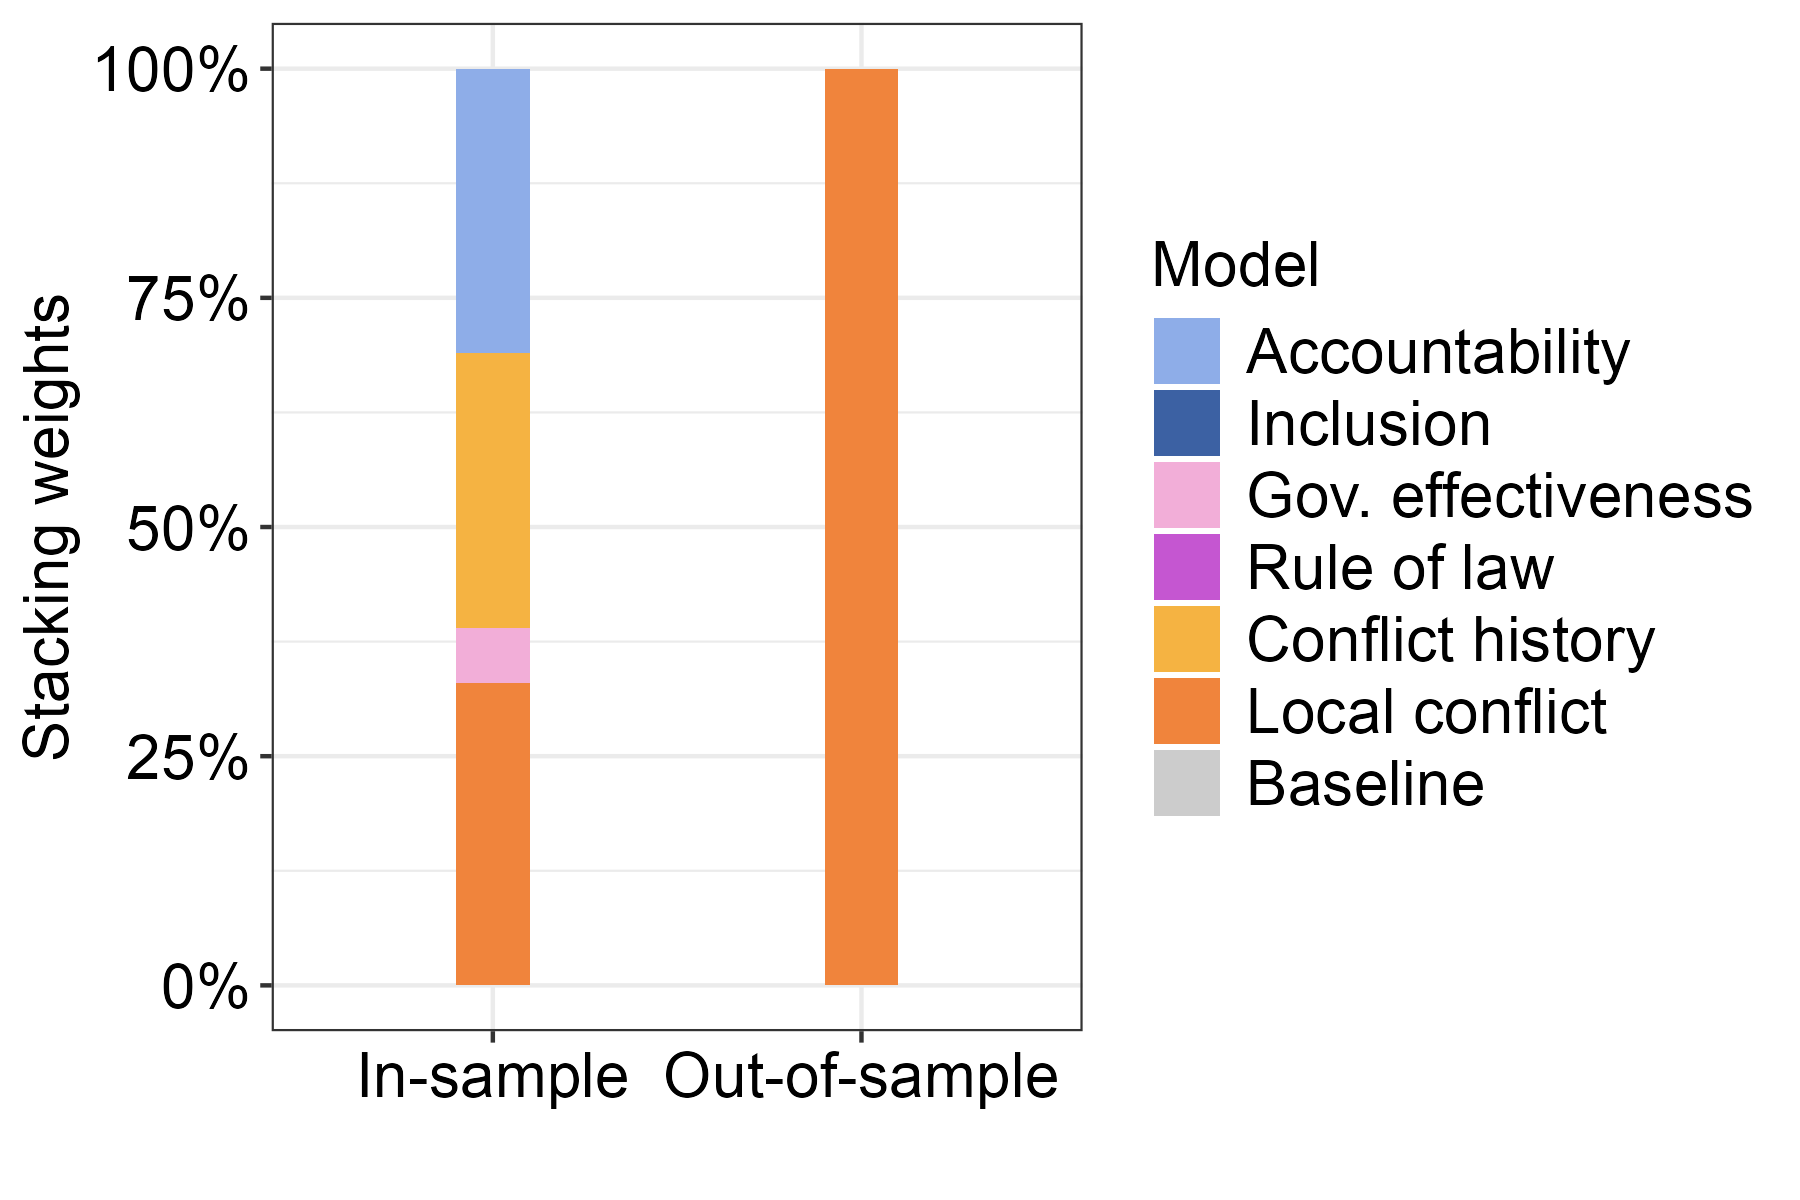 Stacking weights
100%
75%
50%
25%
0%
In-sample
Out-of-sample
Model
Accountability
Inclusion
Gov. effectiveness
Rule of law
Conflict history
Local conflict
Baseline